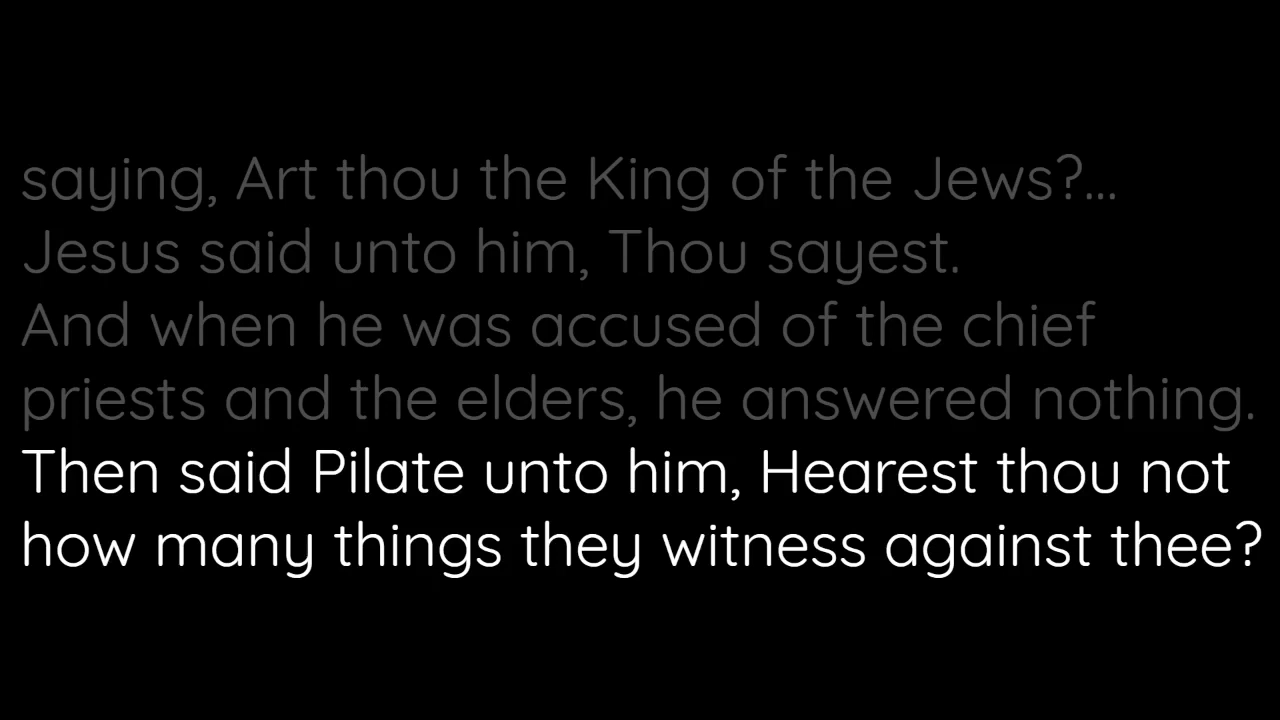 saying, Art thou the King of the Jews?...
Jesus said unto him, Thou sayest.
And when he was accused of the chief
priests and the elders, he answered nothing.
Then said Pilate unto him, Hearest thou not
how many things they witness against thee?